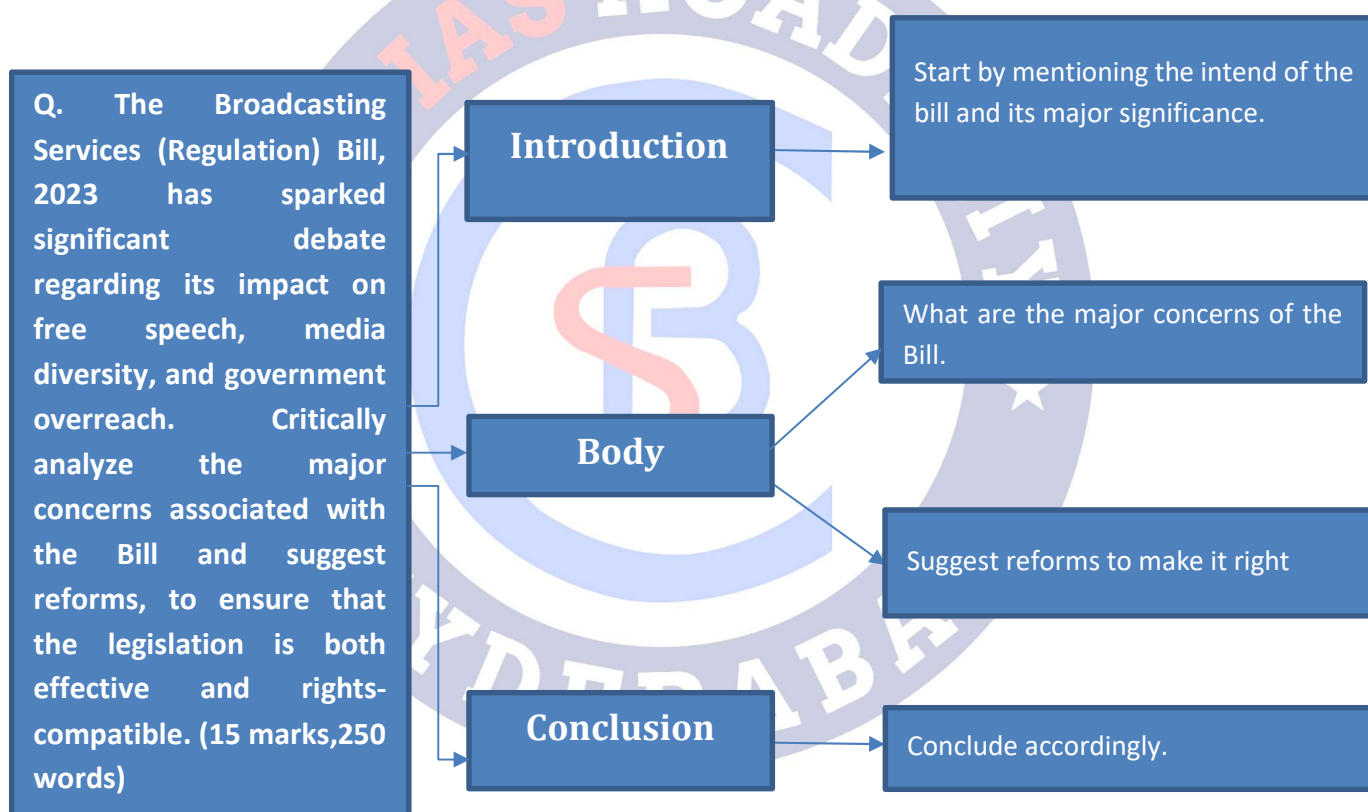 IAS ACAD
HYDERABA
Q. The Broadcasting
Services (Regulation) Bill,
2023 has sparked
significant debate
regarding its impact on
free speech, media
diversity, and government
overreach. Critically
analyze the major
concerns associated with
the Bill and suggest
reforms, to ensure that
the legislation is both
effective and rights-
compatible. (15 marks,250
words)
Introduction
Start by mentioning the intend of the
bill and its major significance.
Body
What are the major concerns of the
Bill.
Suggest reforms to make it right
Conclusion
Conclude accordingly.